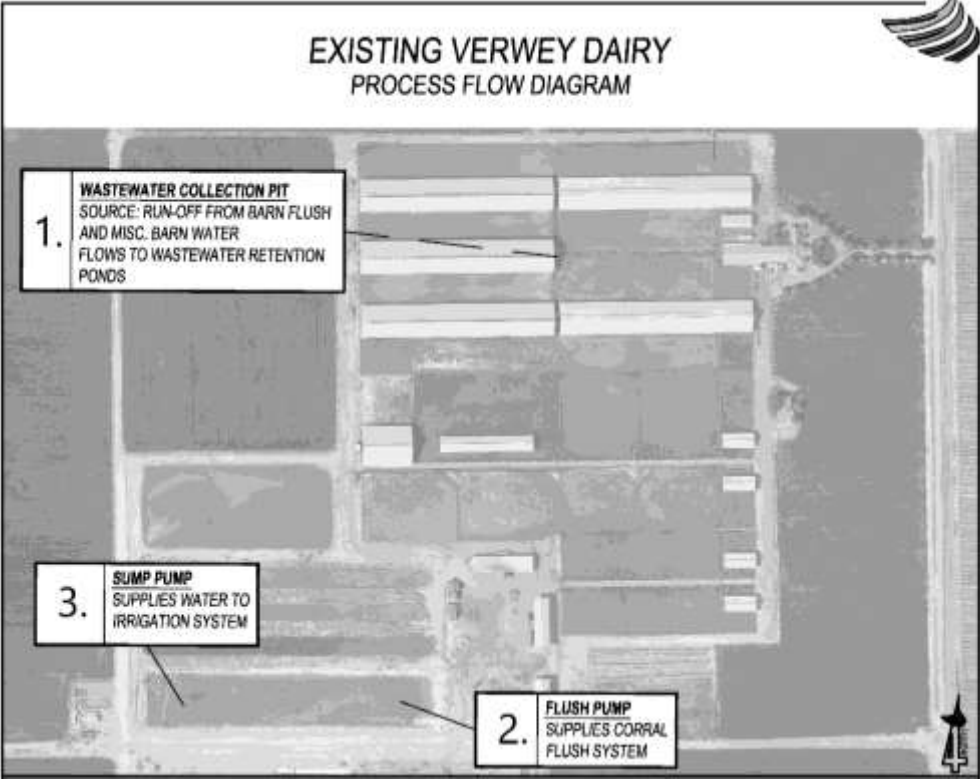 EXISTING VERWEY DAIRY
PROCESS FLOW DIAGRAM
1.
WASTEWATER COLLECTION PIT
SOURCE: RUN-OFF FROM BARN FLUSH
AND MISC. BARN WATER
FLOWS TO WASTEWATER RETENTION
PONDS
3.
SUMP PUMP
SUPPLIES WATER TO
IRRIGATION SYSTEM
2.
FLUSH PUMP
SUPPLIES CORRAL
FLUSH SYSTEM